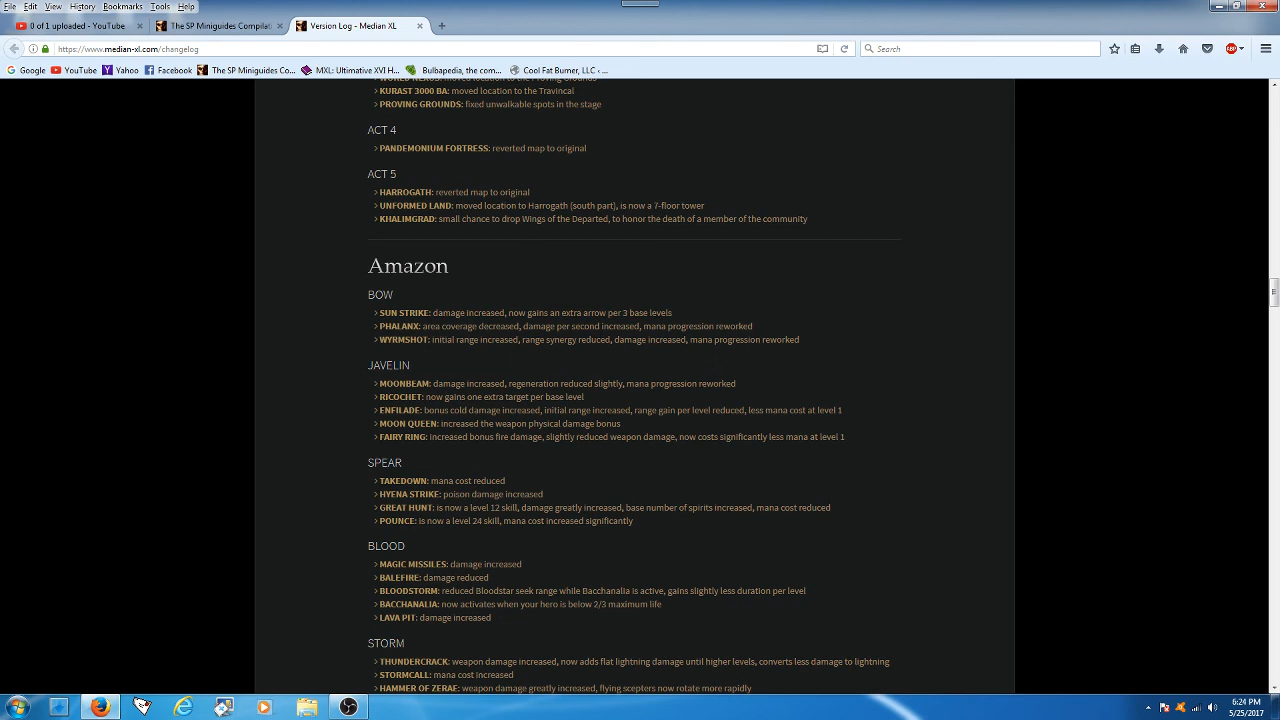 File Edit View History Bookmarks Tools Help
of 1 uploaded - YouTube
The SP Miniguides Compendium
Version Log - Median XL
https://www.median-xl.com/changelog
Search
Google YouTube Yahoo Facebook The SP Miniguides Co... MXL: Ultimative XVI H... Bulbapedia, the com... Cool Fat Burner, LLC -...
WORLD NEXUS: moved location to the Proving Grounds
KURAST 3000 BA: moved location to the Travincal
PROVING GROUNDS: fixed unwalkable spots in the stage
ACT 4
PANDEMONIUM FORTRESS: reverted map to original
ACT 5
HARROGATH: reverted map to original
UNFORMED LAND: moved location to Harrogath (south part), is now a 7-floor tower
KHALIMGRAD: small chance to drop Wings of the Departed, to honor the death of a member of the community
Amazon
BOW
SUN STRIKE: damage increased, now gains an extra arrow per 3 base levels
PHALANX: area coverage decreased, damage per second increased, mana progression reworked
WYRMSHOT: initial range increased, range synergy reduced, damage increased, mana progression reworked
JAVELIN
MOONBEAM: damage increased, regeneration reduced slightly, mana progression reworked
RICOCHET: now gains one extra target per base level
ENFILADE: bonus cold damage increased, initial range increased, range gain per level reduced, less mana cost at level 1
MOON QUEEN: increased the weapon physical damage bonus
FAIRY RING: increased bonus fire damage, slightly reduced weapon damage, now costs significantly less mana at level 1
SPEAR
TAKEDOWN: mana cost reduced
HYENA STRIKE: poison damage increased
GREAT HUNT: is now a level 12 skill, damage greatly increased, base number of spirits increased, mana cost reduced
POUNCE: is now a level 24 skill, mana cost increased significantly
BLOOD
MAGIC MISSILES: damage increased
BALEFIRE: damage reduced
BLOODSTORM: reduced Bloodstar seek range while Bacchanalia is active, gains slightly less duration per level
BACCHANALIA: now activates when your hero is below 2/3 maximum life
LAVA PIT: damage increased
STORM
THUNDERCRACK: weapon damage increased, now adds flat lightning damage until higher levels, converts less damage to lightning
STORMCALL: mana cost increased
HAMMER OF ZERAE: weapon damage greatly increased, flying scepters now rotate more rapidly
6:24 PM
5/25/2017